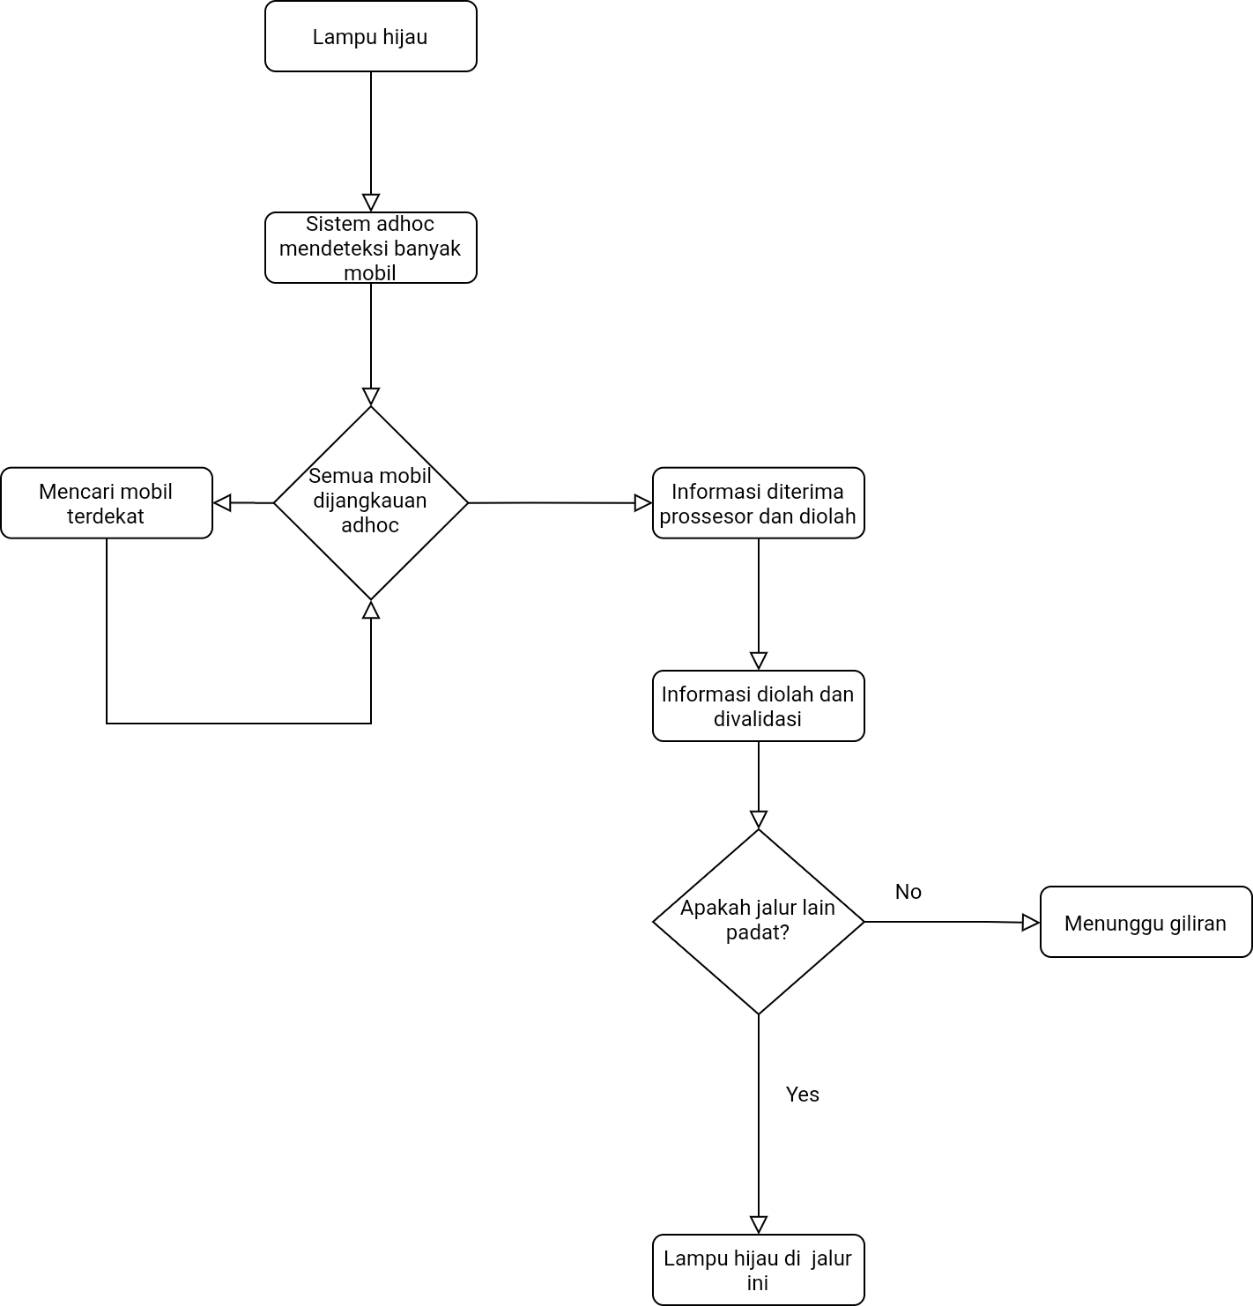 Lampu hijau
Sistem adhoc
mendeteksi banyak
mobil
Semua mobil
dijangkauan
adhoc
Mencari mobil
terdekat
Informasi diterima
prossesor dan diolah
Informasi diolah dan
divalidasi
Apakah jalur lain
padat?
No
Menunggu giliran
Yes
Lampu hijau di  jalur
ini